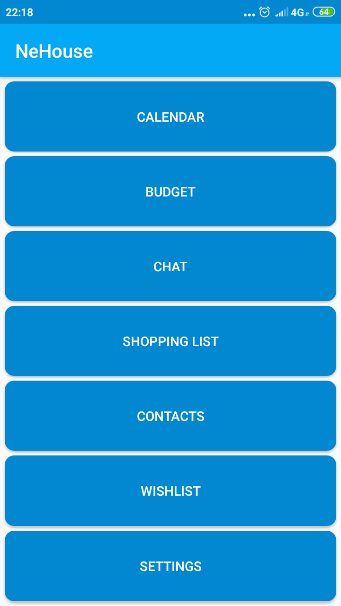 22:18 ... 4G 64
NeHouse
CALENDAR
BUDGET
CHAT
SHOPPING LIST
CONTACTS
WISHLIST
SETTINGS